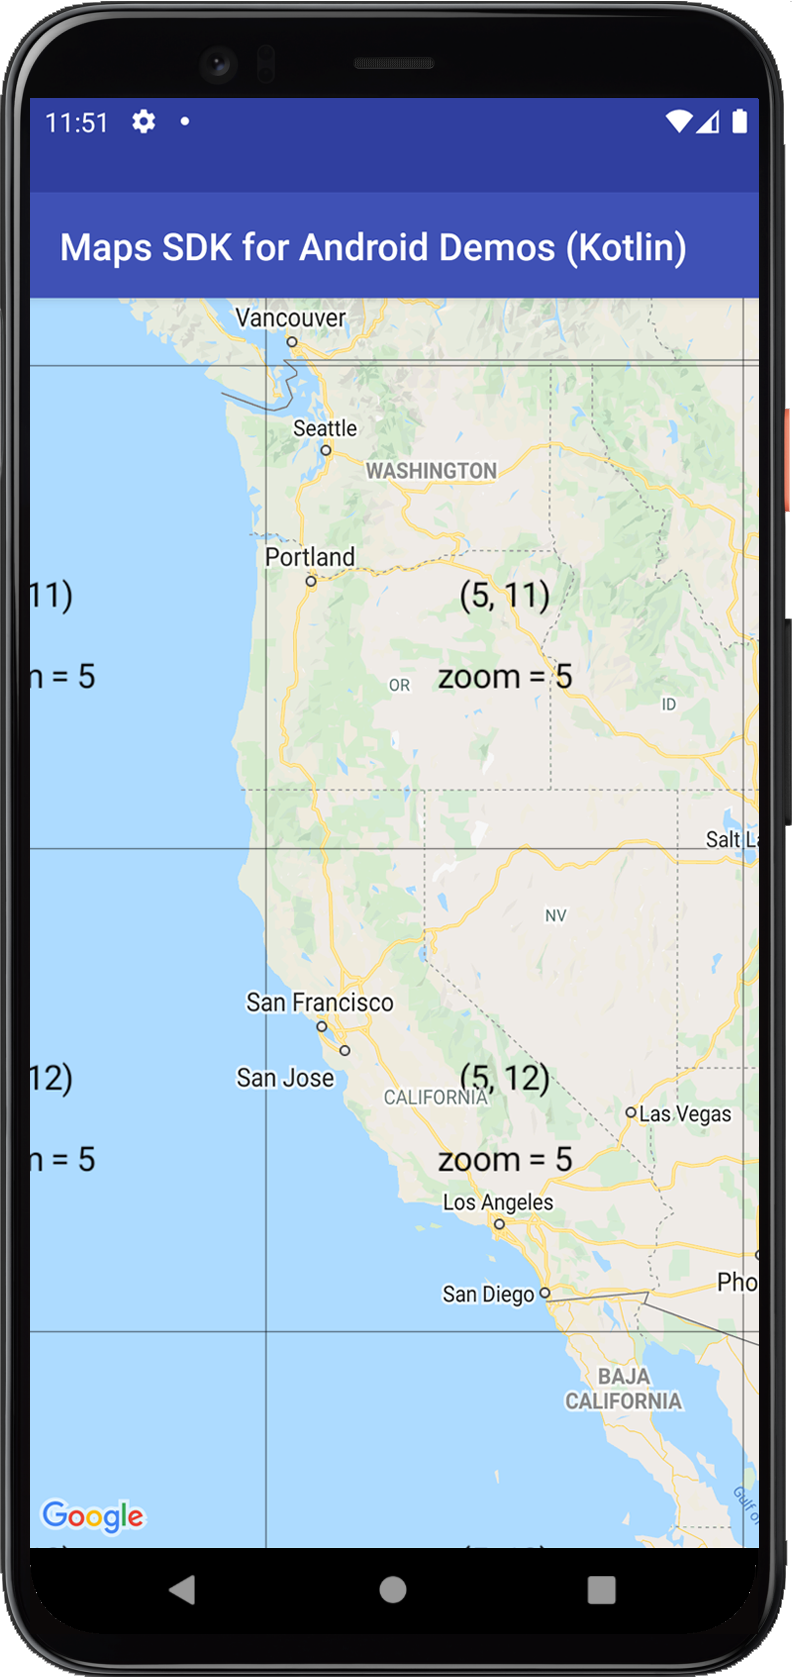 11:51
Maps SDK for Android Demos (Kotlin)
Vancouver
Seattle
WASHINGTON
Portland
11)
(5, 11)
= 5
zoom = 5
OR
ID
Salt
NV
San Francisco
San Jose
12)
(5, 12)
CALIFORNIA
Las Vegas
= 5
zoom = 5
Los Angeles
San Diego
Pho
BAJA
CALIFORNIA
Gulf
Google